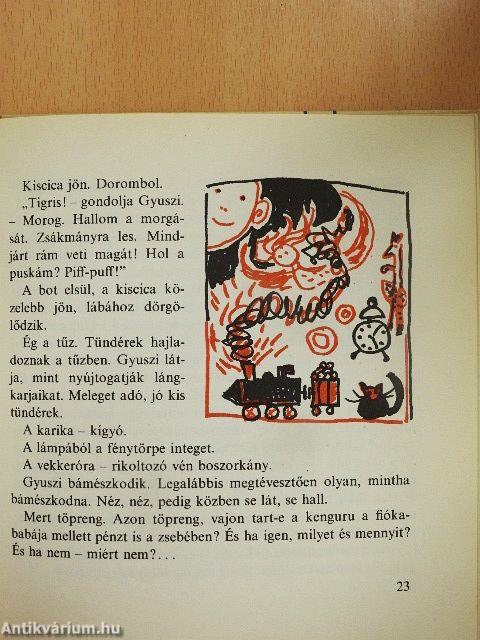 Kiscica jön. Dorombol.
„Tigris! – gondolja Gyuszi.
– Morog. Hallom a morgá-
sát. Zsákmányra les. Mind-
járt rám veti magát! Hol a
puskám? Piff-puff!”
A bot elsül, a kiscica kö-
zelebb jön, lábához dörgö-
lődzik.
Ég a tűz. Tündérek hajla-
doznak a tűzben. Gyuszi lát-
ja, mint nyújtogatják láng-
karjaikat. Meleget adó, jó kis
tündérek.
A karika – kígyó.
A lámpából a fénytörpe integet.
A vekkeróra – rikoltozó vén boszorkány.
Gyuszi bámészkodik. Legalábbis megtévesztően olyan, mintha
bámészkodna. Néz, néz, pedig közben se lát, se hall.
Mert töpreng. Azon töpreng, vajon tart-e a kenguru a fióka-
babája mellett pénzt is a zsebében? És ha igen, milyet és mennyit?
És ha nem – miért nem?...
23
Antikvárium.hu